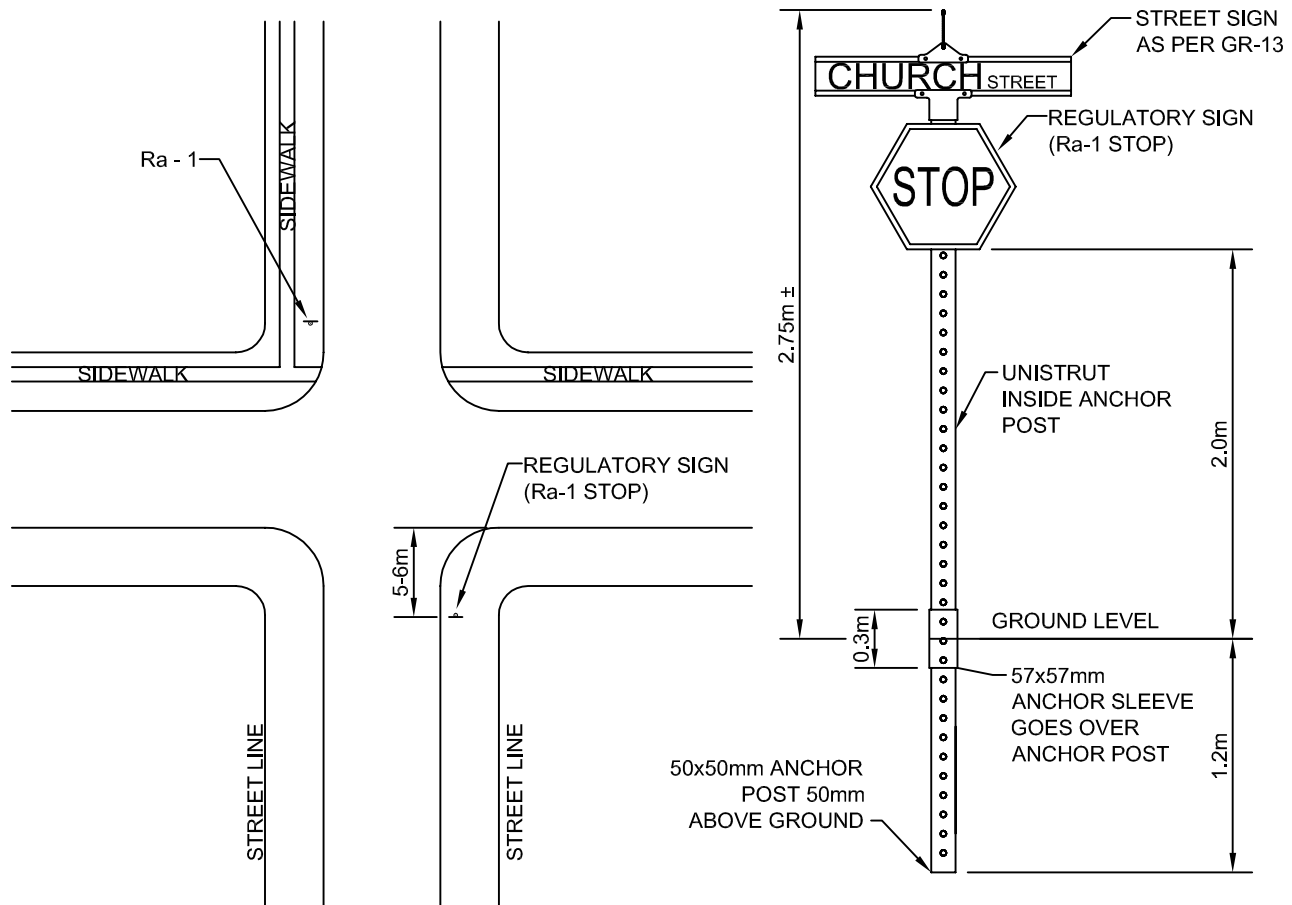 Ra - 1
SIDEWALK
SIDEWALK
SIDEWALK
REGULATORY SIGN
(Ra-1 STOP)
5-6m
STREET LINE
STREET LINE
2.75m ±
CHURCH STREET
STREET SIGN
AS PER GR-13
REGULATORY SIGN
(Ra-1 STOP)
STOP
UNISTRUT
INSIDE ANCHOR
POST
2.0m
GROUND LEVEL
0.3m
57x57mm
ANCHOR SLEEVE
GOES OVER
ANCHOR POST
1.2m
50x50mm ANCHOR
POST 50mm
ABOVE GROUND